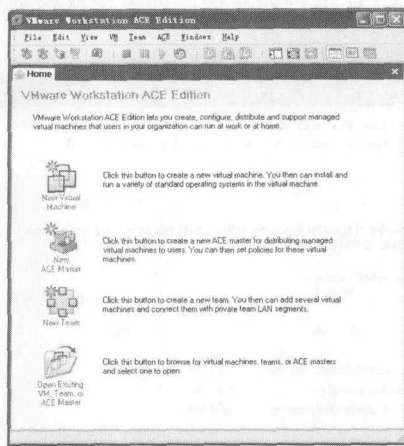 VMware Workstation ACE Edition
File Edit View VM Team ACE Windows Help
Home
VMware Workstation ACE Edition
VMware Workstation ACE Edition lets you create, configure, distribute and support managed
virtual machines that users in your organization can run at work or at home.
New Virtual
Machine
Click this button to create a new virtual machine. You then can install and
run a variety of standard operating systems in the virtual machine.
New
ACE Master
Click this button to create a new ACE master for distributing managed
virtual machines to users. You can then set policies for these virtual
machines.
New Team
Click this button to create a new team. You then can add several virtual
machines and connect them with private team LAN segments.
Open Existing
VM, Team, or
ACE Master
Click this button to browse for virtual machines, teams, or ACE masters
and select one to open.